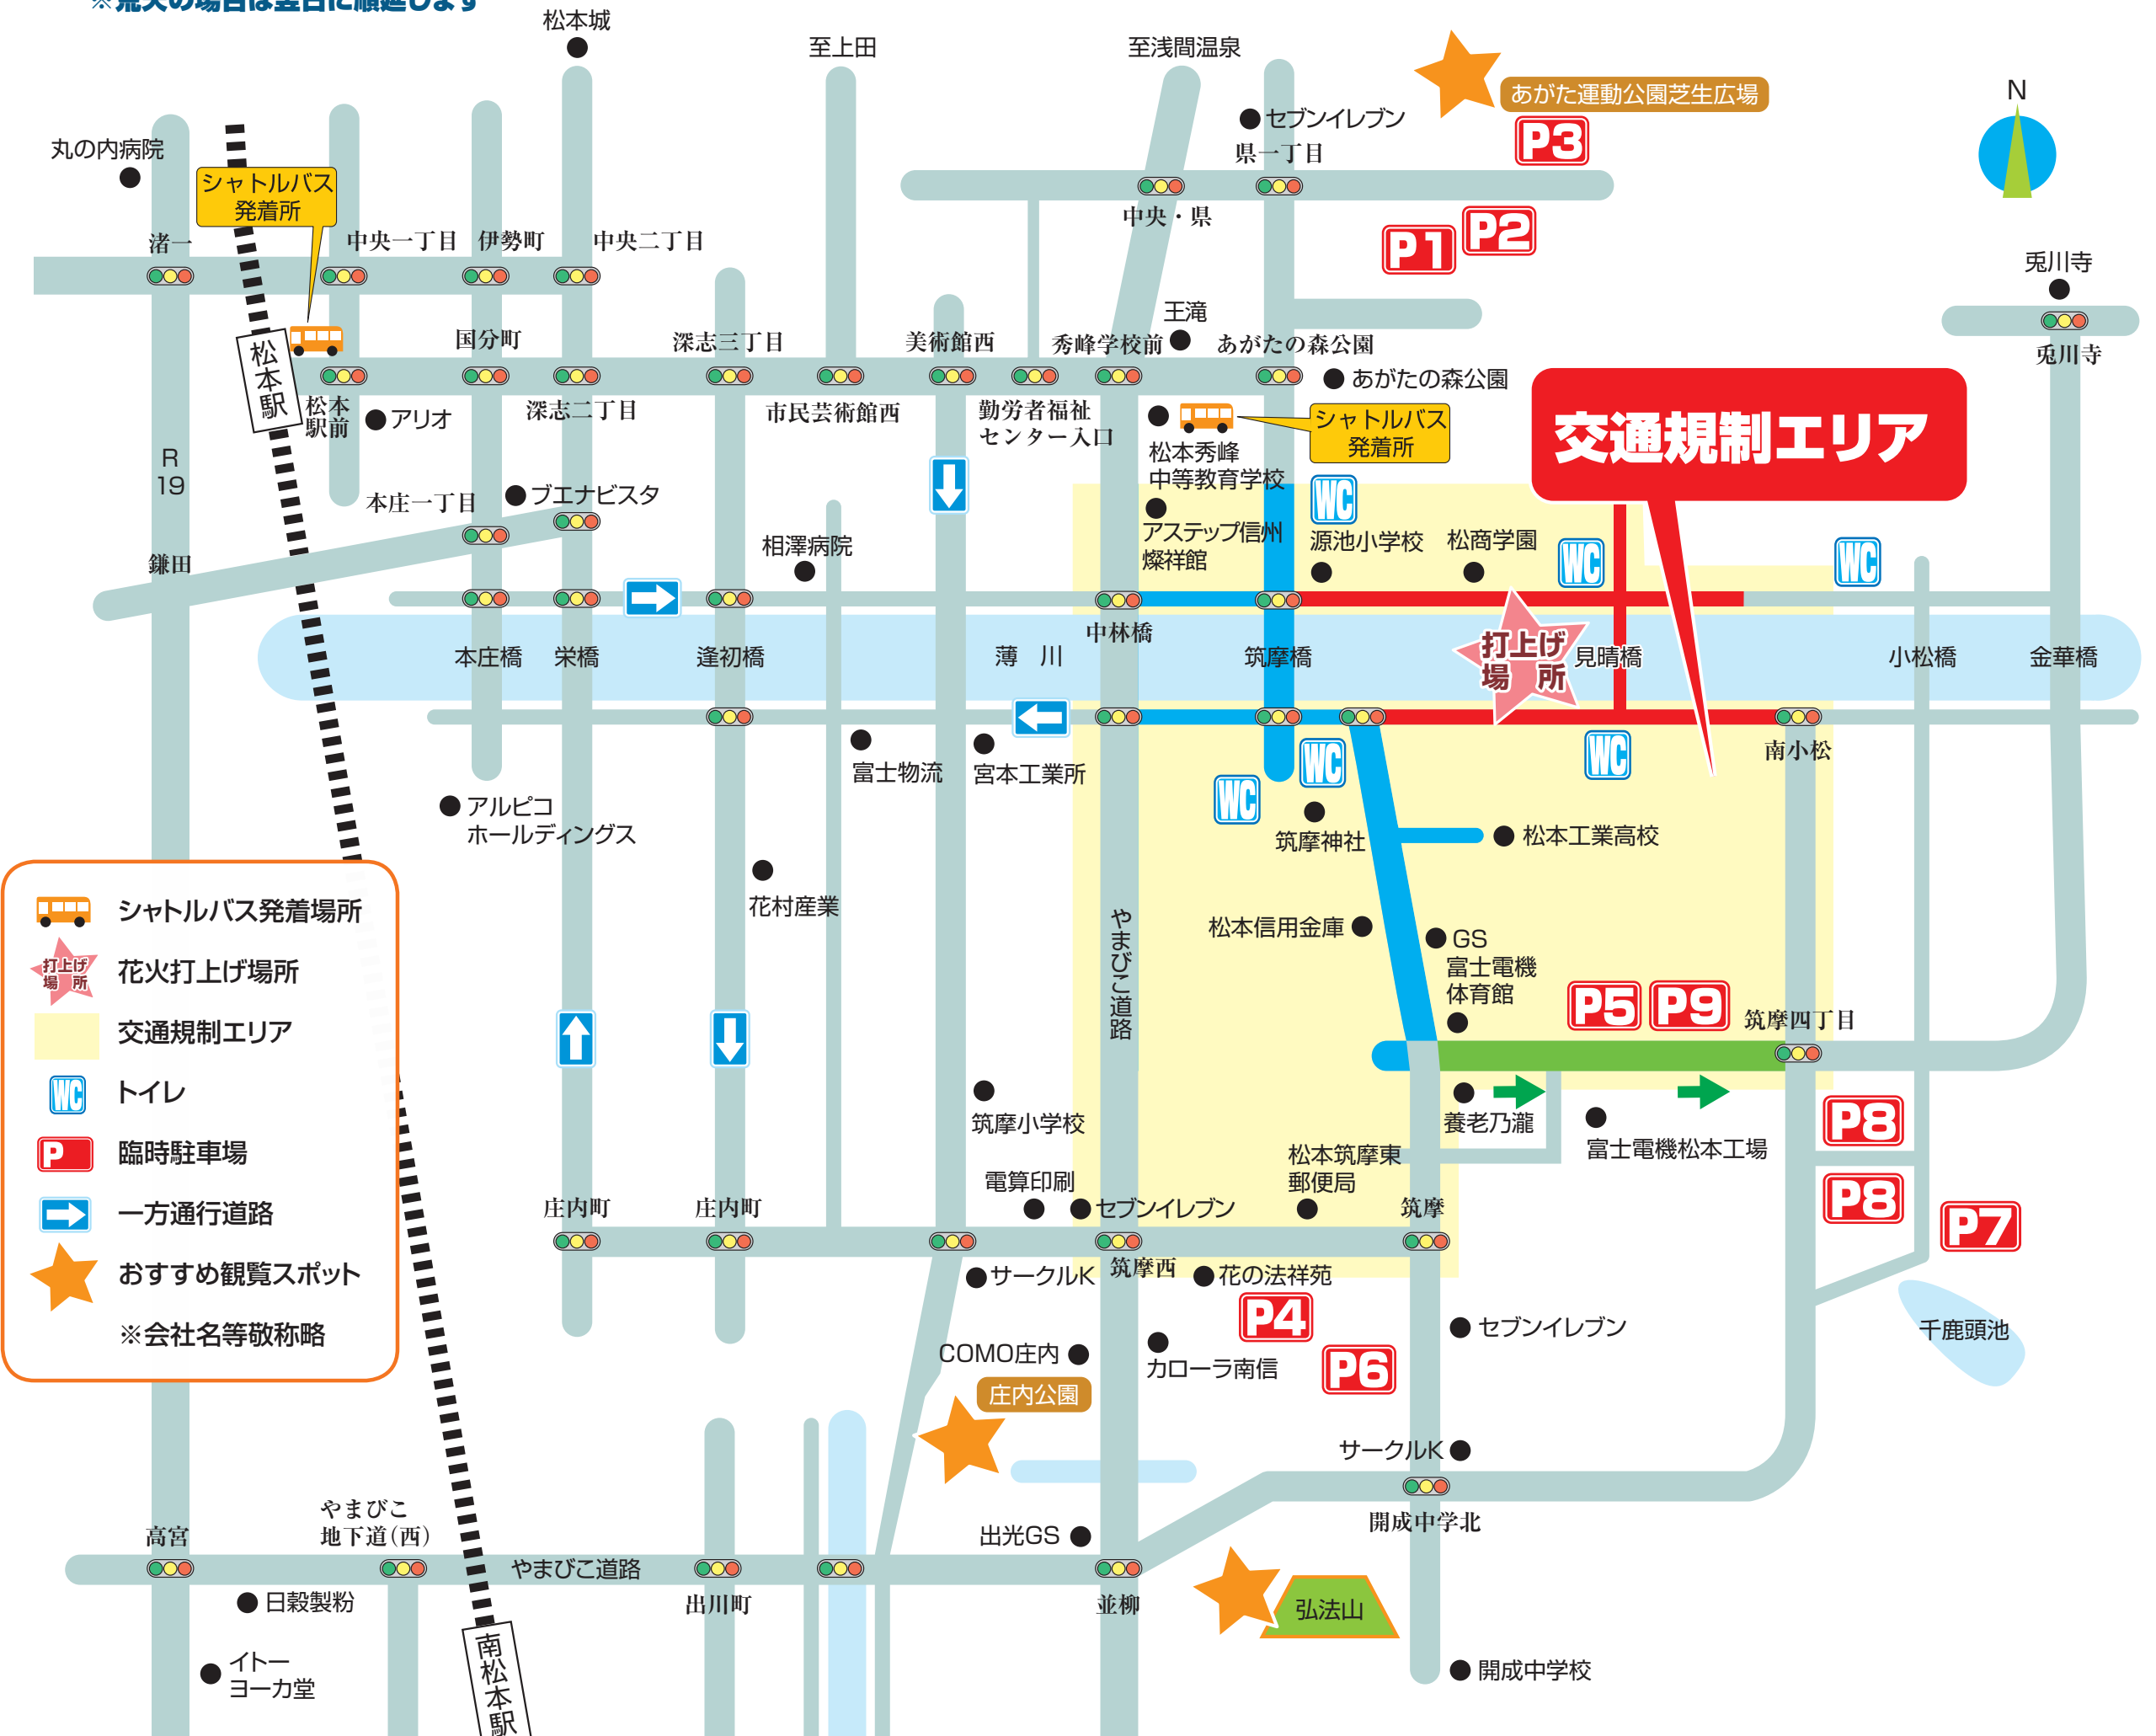 ※荒天の場合は翌日に順延します
松本城
至上田
至浅間温泉
あがた運動公園芝生広場
N
セブンイレブン
県一丁目
P3
丸の内病院
シャトルバス
発着所
中央・県
P1
P2
渚一
中央一丁目
伊勢町
中央二丁目
兎川寺
兎川寺
王滝
国分町
深志三丁目
美術館西
秀峰学校前
あがたの森公園
松本駅
あがたの森公園
松本
駅前
アリオ
深志二丁目
市民芸術館西
勤労者福祉
センター入口
シャトルバス
発着所
交通規制エリア
松本秀峰
中等教育学校
R
19
本庄一丁目
ブエナビスタ
WC
アステップ信州
燦祥館
源池小学校
松商学園
WC
WC
鎌田
相澤病院
中林橋
打上げ
場所
本庄橋
栄橋
逢初橋
薄川
筑摩橋
見晴橋
小松橋
金華橋
南小松
富士物流
宮本工業所
WC
WC
WC
アルピコ
ホールディングス
筑摩神社
松本工業高校
花村産業
やまびこ道路
松本信用金庫
GS
富士電機
体育館
P5
P9
筑摩四丁目
シャトルバス発着場所
打上げ
場所
花火打上げ場所
交通規制エリア
WC
トイレ
P
臨時駐車場
一方通行道路
おすすめ観覧スポット
※会社名等敬称略
筑摩小学校
養老乃瀧
富士電機松本工場
P8
P8
P7
松本筑摩東
郵便局
電算印刷
セブンイレブン
庄内町
庄内町
筑摩
筑摩西
サークルK
花の法祥苑
P4
セブンイレブン
千鹿頭池
COMO庄内
カローラ南信
P6
庄内公園
サークルK
開成中学北
高宮
やまびこ
地下道(西)
出光GS
やまびこ道路
日穀製粉
出川町
並柳
弘法山
イトー
ヨーカ堂
南松本駅
開成中学校